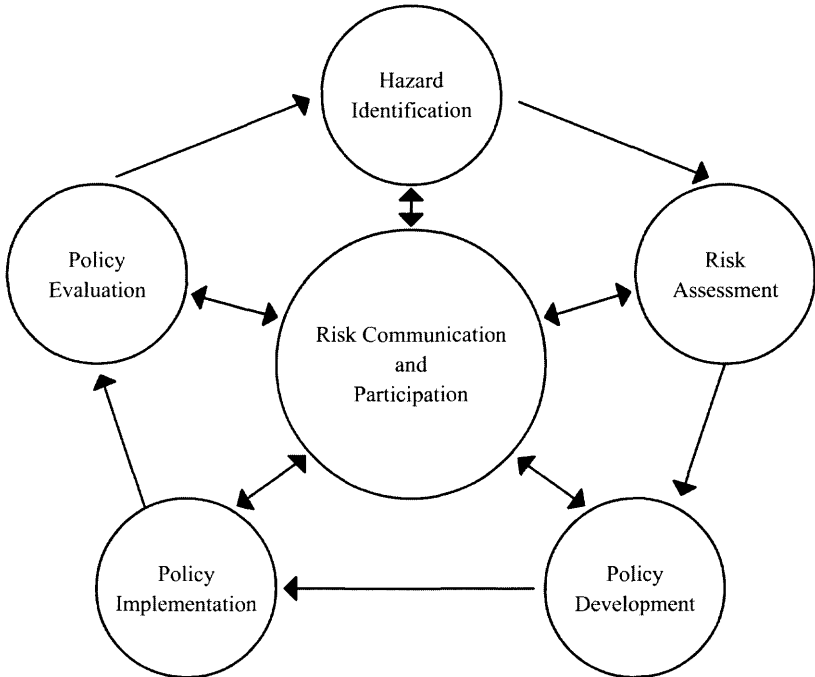 Hazard
Identification
Policy
Evaluation
Risk
Assessment
Risk Communication
and
Participation
Policy
Implementation
Policy
Development